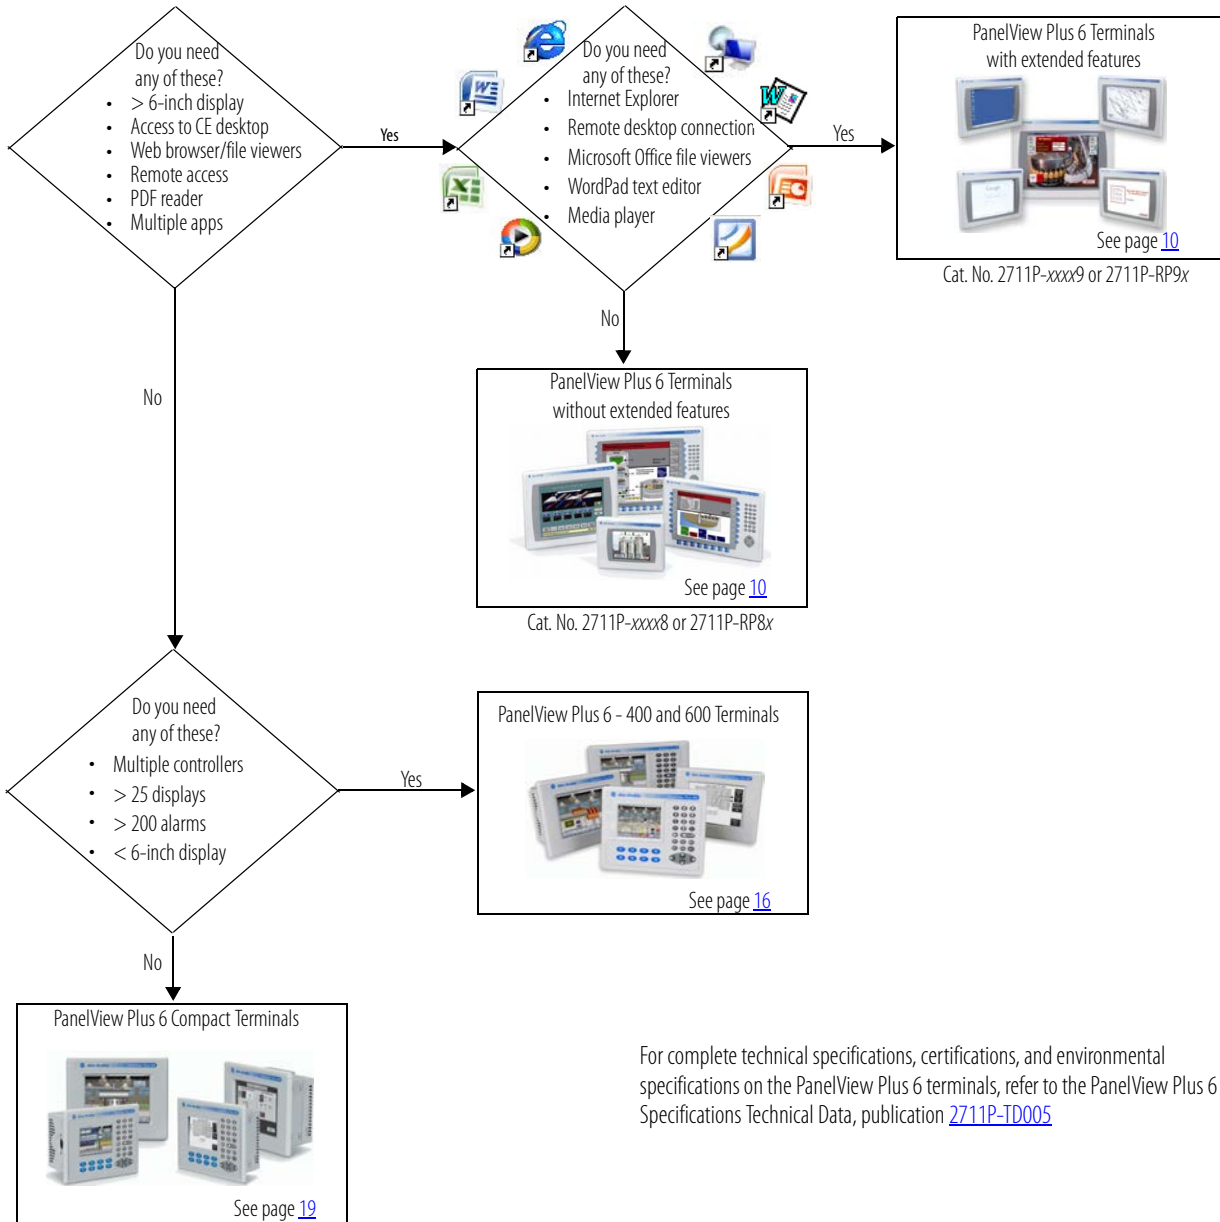 Do you need
any of these?
• > 6-inch display
• Access to CE desktop
• Web browser/file viewers
• Remote access
• PDF reader
• Multiple apps
Yes
Do you need
any of these?
• Internet Explorer
• Remote desktop connection
• Microsoft Office file viewers
• WordPad text editor
• Media player
Yes
PanelView Plus 6 Terminals
with extended features
See page 10
Cat. No. 2711P-xxxx9 or 2711P-RP9x
No
PanelView Plus 6 Terminals
without extended features
See page 10
Cat. No. 2711P-xxxx8 or 2711P-RP8x
No
Do you need
any of these?
• Multiple controllers
• > 25 displays
• > 200 alarms
• < 6-inch display
Yes
PanelView Plus 6 - 400 and 600 Terminals
See page 16
No
PanelView Plus 6 Compact Terminals
See page 19
For complete technical specifications, certifications, and environmental
specifications on the PanelView Plus 6 terminals, refer to the PanelView Plus 6
Specifications Technical Data, publication 2711P-TD005